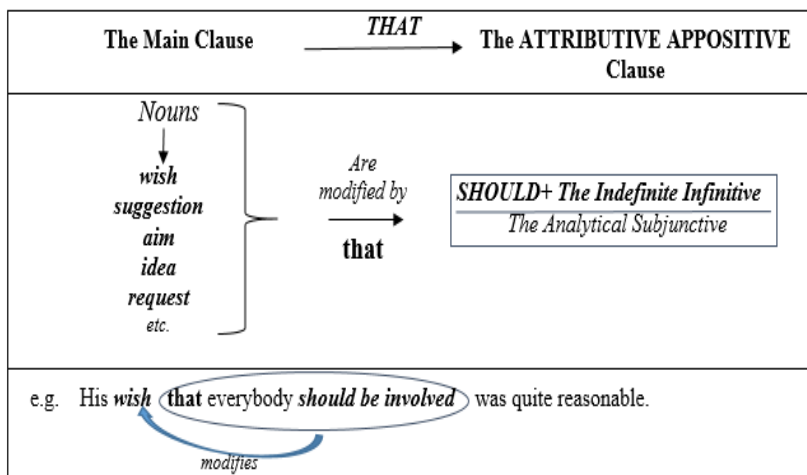 The Main Clause
THAT
The ATTRIBUTIVE APPOSITIVE
Clause
Nouns
wish
suggestion
aim
idea
request
etc.
Are
modified by
that
SHOULD+ The Indefinite Infinitive
The Analytical Subjunctive
e.g. His wish that everybody should be involved was quite reasonable.
modifies